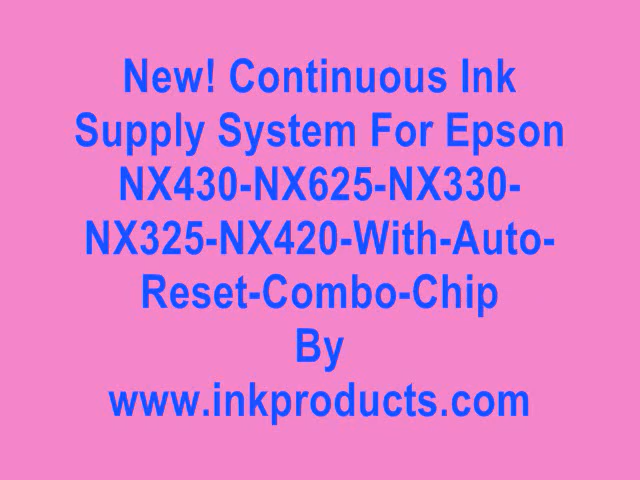 New! Continuous Ink
Supply System For Epson
NX430-NX625-NX330-
NX325-NX420-With-Auto-
Reset-Combo-Chip
By
www.inkproducts.com